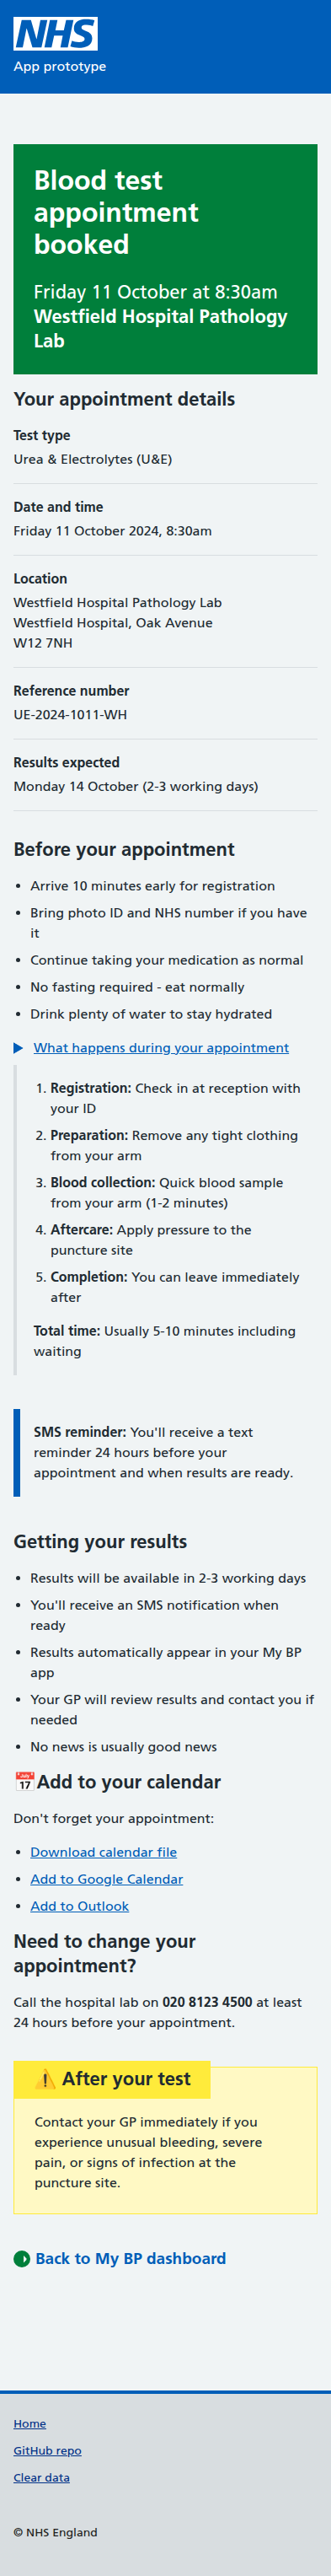 NHS
App prototype
Blood test
appointment
booked
Friday 11 October at 8:30am
Westfield Hospital Pathology
Lab
Your appointment details
Test type
Urea & Electrolytes (U&E)
Date and time
Friday 11 October 2024, 8:30am
Location
Westfield Hospital Pathology Lab
Westfield Hospital, Oak Avenue
W12 7NH
Reference number
UE-2024-1011-WH
Results expected
Monday 14 October (2-3 working days)
Before your appointment
• Arrive 10 minutes early for registration
• Bring photo ID and NHS number if you have
it
• Continue taking your medication as normal
• No fasting required - eat normally
• Drink plenty of water to stay hydrated
What happens during your appointment
1. Registration: Check in at reception with
your ID
2. Preparation: Remove any tight clothing
from your arm
3. Blood collection: Quick blood sample
from your arm (1-2 minutes)
4. Aftercare: Apply pressure to the
puncture site
5. Completion: You can leave immediately
after
Total time: Usually 5-10 minutes including
waiting
SMS reminder: You'll receive a text
reminder 24 hours before your
appointment and when results are ready.
Getting your results
• Results will be available in 2-3 working days
• You'll receive an SMS notification when
ready
• Results automatically appear in your My BP
app
• Your GP will review results and contact you if
needed
• No news is usually good news
📅Add to your calendar
Don't forget your appointment:
• Download calendar file
• Add to Google Calendar
• Add to Outlook
Need to change your
appointment?
Call the hospital lab on 020 8123 4500 at least
24 hours before your appointment.
⚠️ After your test
Contact your GP immediately if you
experience unusual bleeding, severe
pain, or signs of infection at the
puncture site.
Back to My BP dashboard
Home
GitHub repo
Clear data
© NHS England